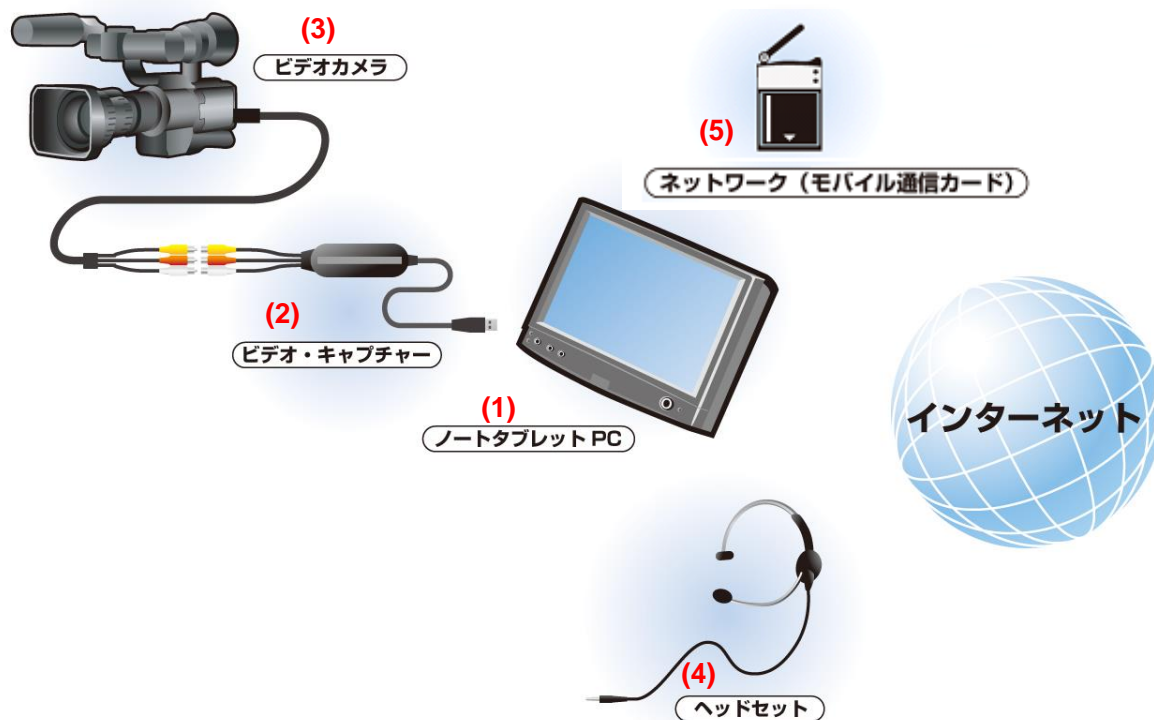 (3)
ビデオカメラ
(5)
ネットワーク（モバイル通信カード）
(2)
ビデオ・キャプチャー
(1)
ノートタブレットPC
インターネット
(4)
ヘッドセット